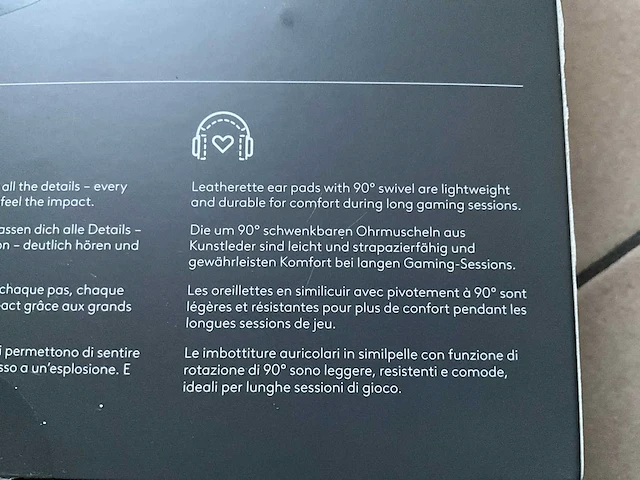 all the details – every
feel the impact.
assen dich alle Details –
on – deutlich hören und
chaque pas, chaque
act grâce aux grands
i permettono di sentire
sso a un'esplosione. E
Leatherette ear pads with 90° swivel are lightweight
and durable for comfort during long gaming sessions.
Die um 90° schwenkbaren Ohrmuscheln aus
Kunstleder sind leicht und strapazierfähig und
gewährleisten Komfort bei langen Gaming-Sessions.
Les oreillettes en similicuir avec pivotement à 90° sont
légères et résistantes pour plus de confort pendant les
longues sessions de jeu.
Le imbottiture auricolari in similpelle con funzione di
rotazione di 90° sono leggere, resistenti e comode,
ideali per lunghe sessioni di gioco.